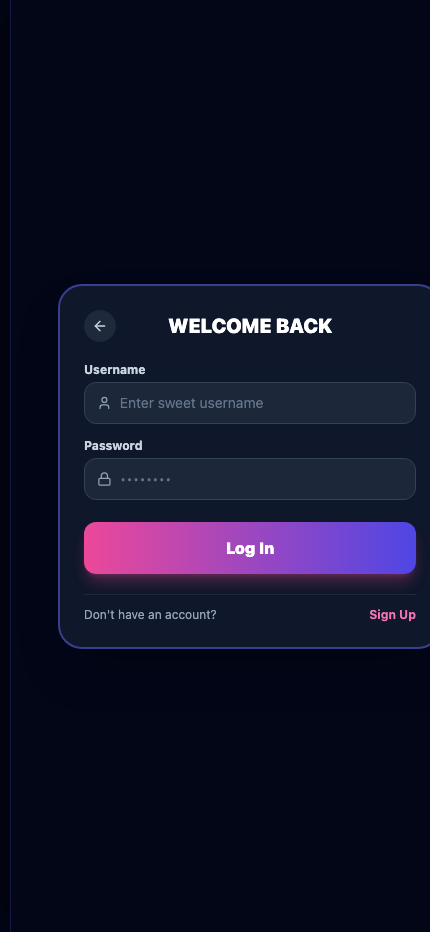 WELCOME BACK
Username
Enter sweet username
Password
••••••••
Log In
Don't have an account? Sign Up